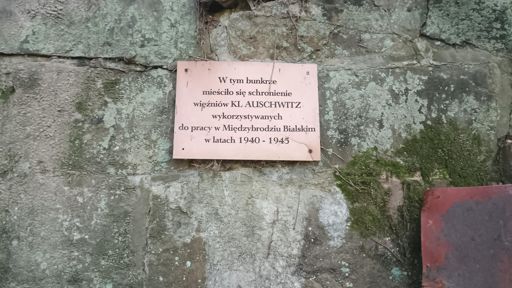 W tym bunkrze
mieściło się schronienie
więźniów KL AUSCHWITZ
wykorzystywanych
do pracy w Międzybrodziu Bialskim
w latach 1940 - 1945